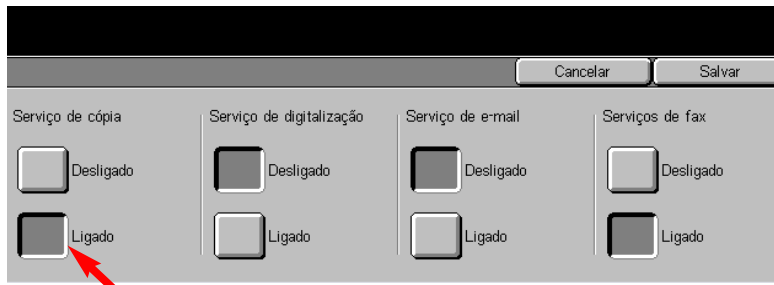 Cancelar Salvar
Serviço de cópia Serviço de digitalização Serviço de e-mail Serviços de fax
Desligado Desligado Desligado Desligado
Ligado Ligado Ligado Ligado